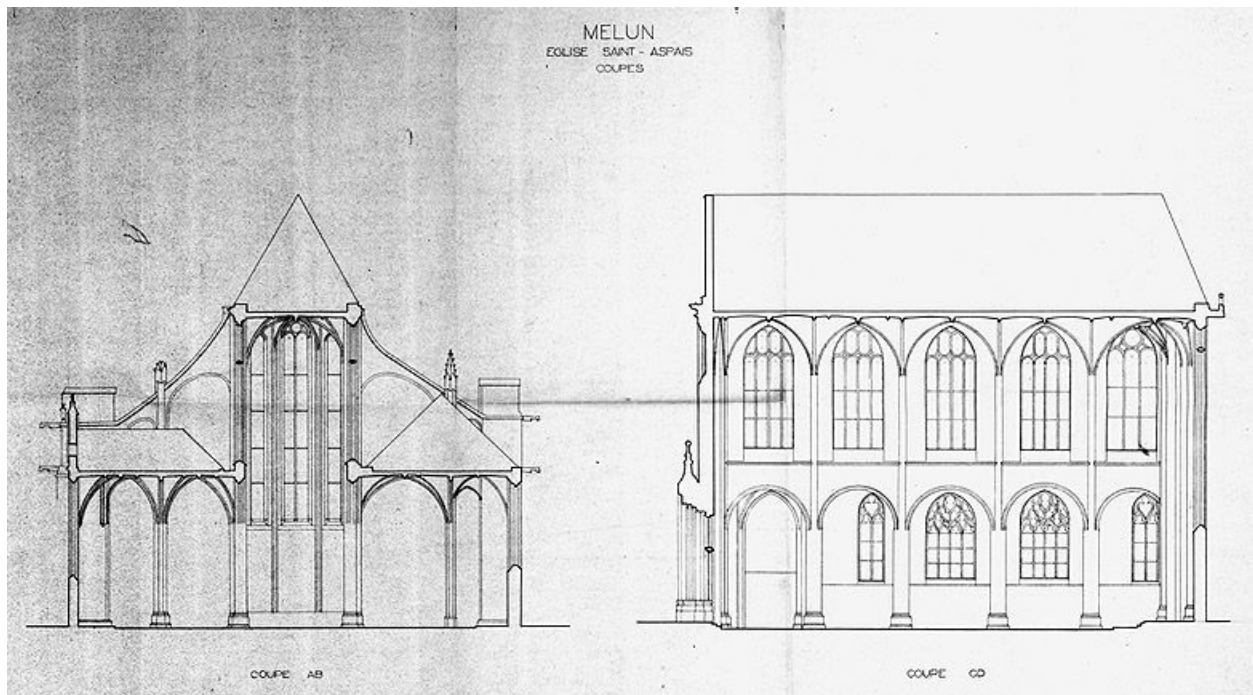 MELUN
EGLISE SAINT-ASPAIS
COUPES
COUPE AB
COUPE CD